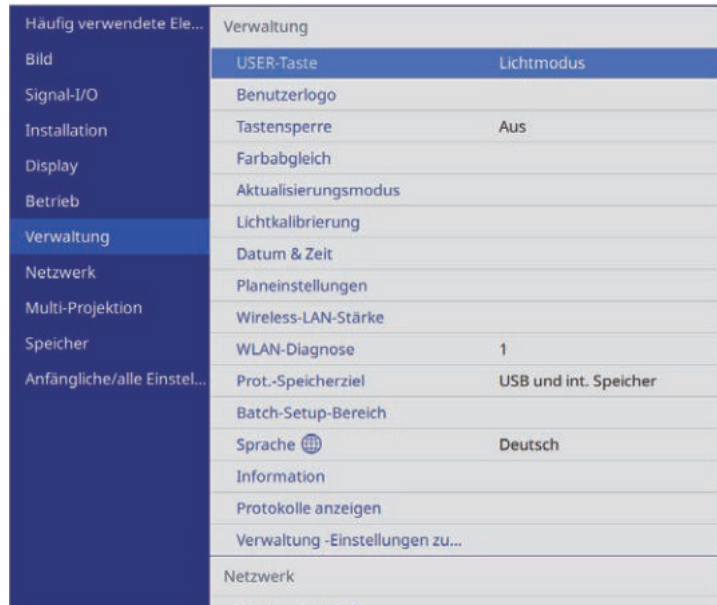 Häufig verwendete Ele...
Bild
Signal-I/O
Installation
Display
Betrieb
Verwaltung
Netzwerk
Multi-Projektion
Speicher
Anfängliche/alle Einstel...
Verwaltung
USER-Taste Lichtmodus
Benutzerlogo
Tastensperre Aus
Farbabgleich
Aktualisierungsmodus
Lichtkalibrierung
Datum & Zeit
Planeinstellungen
Wireless-LAN-Stärke
WLAN-Diagnose 1
Prot.-Speicherziel USB und int. Speicher
Batch-Setup-Bereich
Sprache Deutsch
Information
Protokolle anzeigen
Verwaltung -Einstellungen zu...
Netzwerk